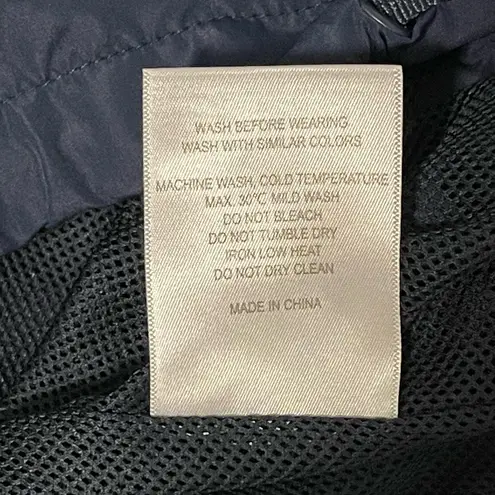 WASH BEFORE WEARING
WASH WITH SIMILAR COLORS
MACHINE WASH, COLD TEMPERATURE
MAX. 30℃ MILD WASH
DO NOT BLEACH
DO NOT TUMBLE DRY
IRON LOW HEAT
DO NOT DRY CLEAN
MADE IN CHINA